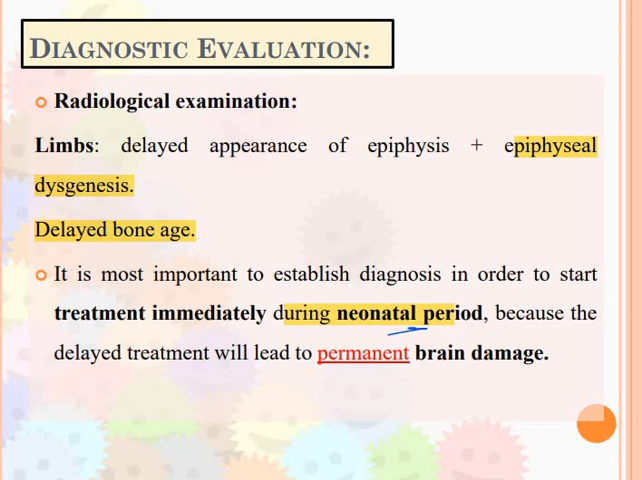 DIAGNOSTIC EVALUATION:
Radiological examination:
Limbs: delayed appearance of epiphysis + epiphyseal
dysgenesis.
Delayed bone age.
It is most important to establish diagnosis in order to start
treatment immediately during neonatal period, because the
delayed treatment will lead to permanent brain damage.